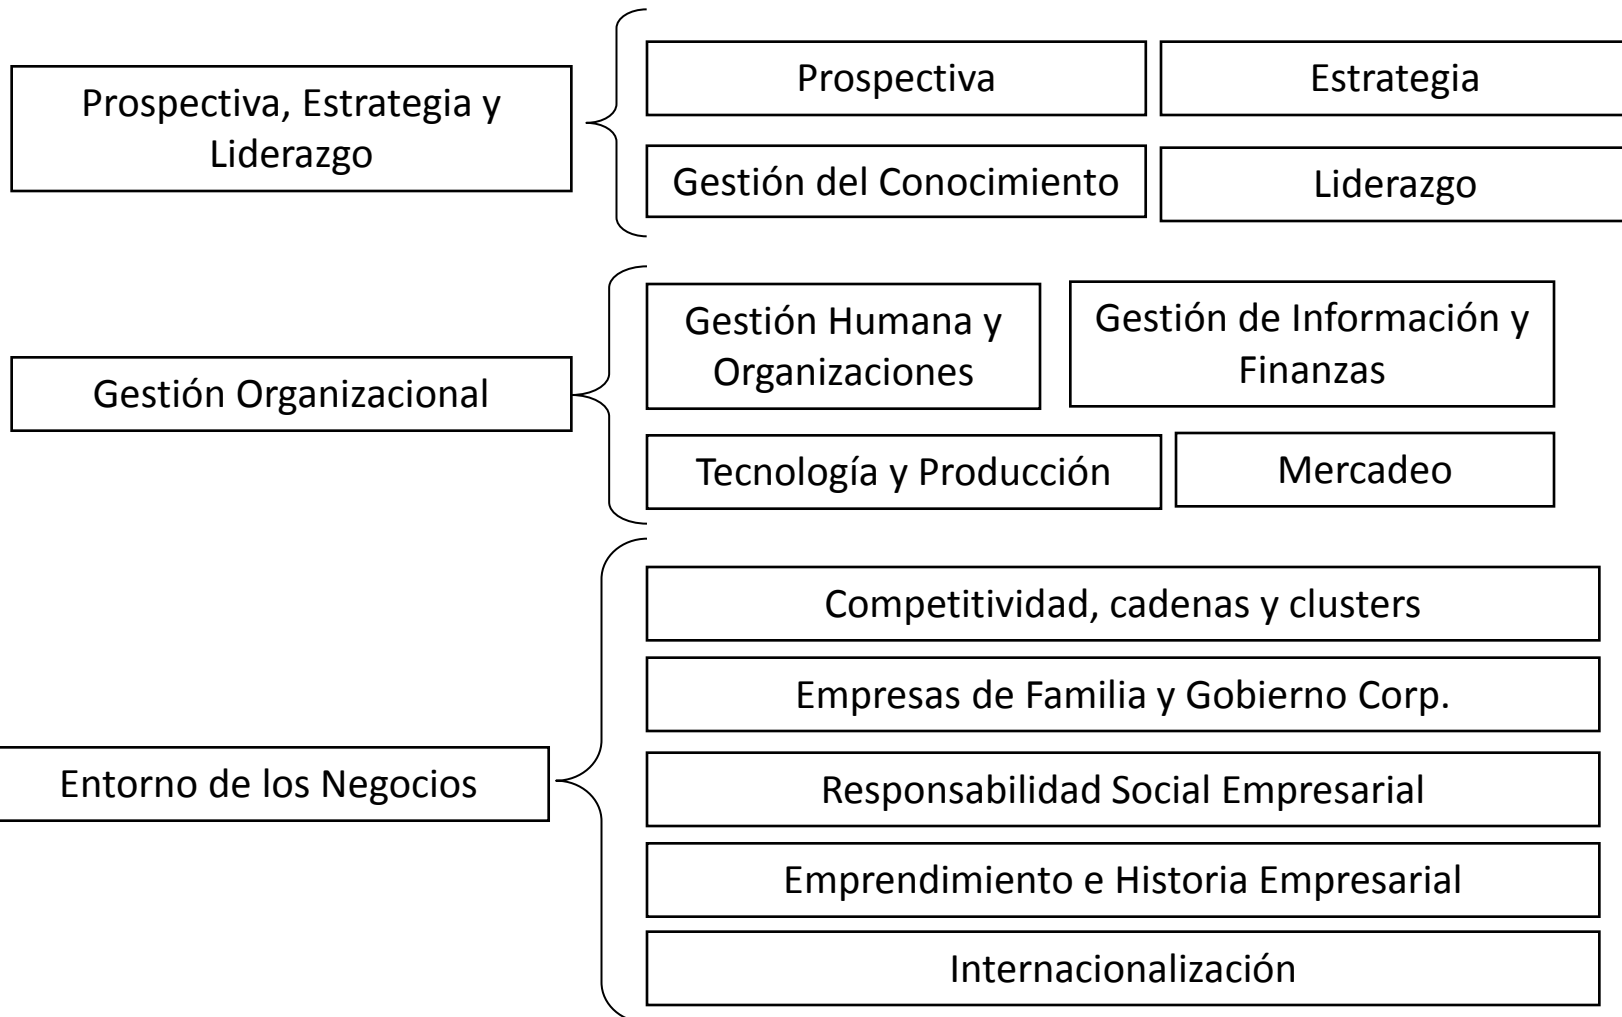 Prospectiva, Estrategia y
Liderazgo
Prospectiva
Estrategia
Gestión del Conocimiento
Liderazgo
Gestión Organizacional
Gestión Humana y
Organizaciones
Gestión de Información y
Finanzas
Tecnología y Producción
Mercadeo
Entorno de los Negocios
Competitividad, cadenas y clusters
Empresas de Familia y Gobierno Corp.
Responsabilidad Social Empresarial
Emprendimiento e Historia Empresarial
Internacionalización